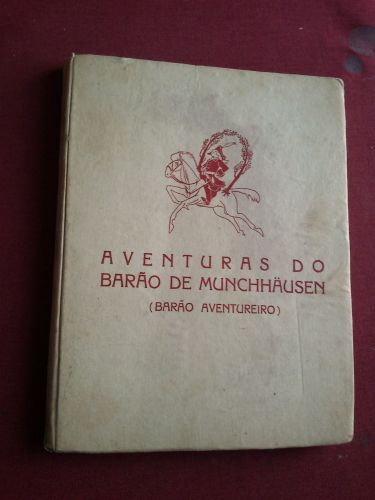 AVENTURAS DO
BARÃO DE MUNCHHÄUSEN
(BARÃO AVENTUREIRO)